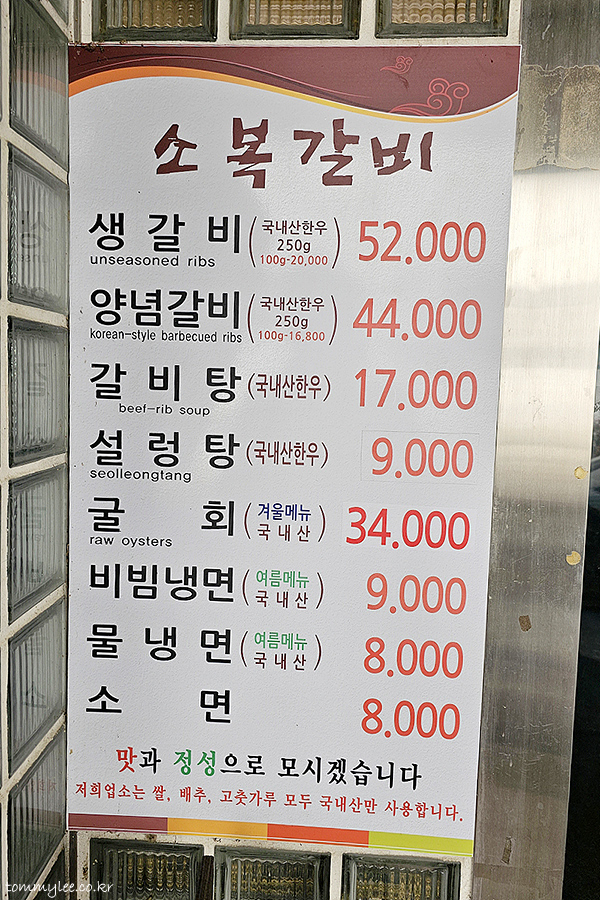 소복갈비
생갈비 (국내산한우 250g 100g-20,000) 52.000
unseasoned ribs
양념갈비 (국내산한우 250g 100g-16,800) 44.000
korean-style barbecued ribs
갈비탕 (국내산한우) 17.000
beef-rib soup
설렁탕 (국내산한우) 9.000
seolleongtang
굴회 (겨울메뉴 국내산) 34.000
raw oysters
비빔냉면 (여름메뉴 국내산) 9.000
물냉면 (여름메뉴 국내산) 8.000
소면 8.000
맛과 정성으로 모시겠습니다
저희업소는 쌀, 배추, 고춧가루 모두 국내산만 사용합니다.
tommylee.co.kr